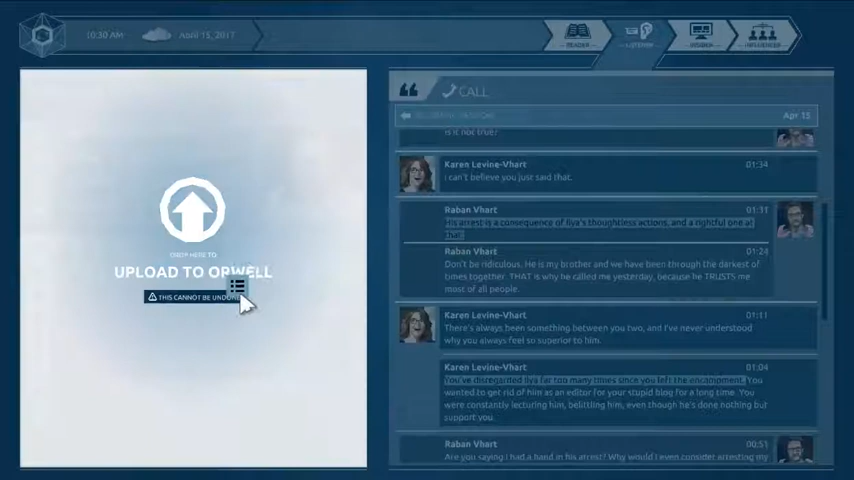 10:30 AM
April 15, 2017
READER
LISTENER
INSIDER
INFLUENCER
CALL
Apr 15
is it not true?
Karen Levine-Vhart 01:34
I can't believe you just said that.
Raban Vhart 01:31
His arrest is a consequence of Ilya's thoughtless actions, and a rightful one at
that.
Raban Vhart 01:24
Don't be ridiculous. He is my brother and we have been through the darkest of
times together. THAT is why he called me yesterday, because he TRUSTS me
most of all people.
Karen Levine-Vhart 01:11
There's always been something between you two, and I've never understood
why you always feel so superior to him.
Karen Levine-Vhart 01:04
You've disregarded Ilya far too many times since you left the encampment. You
wanted to get rid of him as an editor for your stupid blog for a long time. You
were constantly lecturing him, belittling him, even though he's done nothing but
support you.
Raban Vhart 00:51
Are you saying I had a hand in his arrest? Why would I even consider arresting my
DROP HERE TO
UPLOAD TO ORWELL
THIS CANNOT BE UNDONE